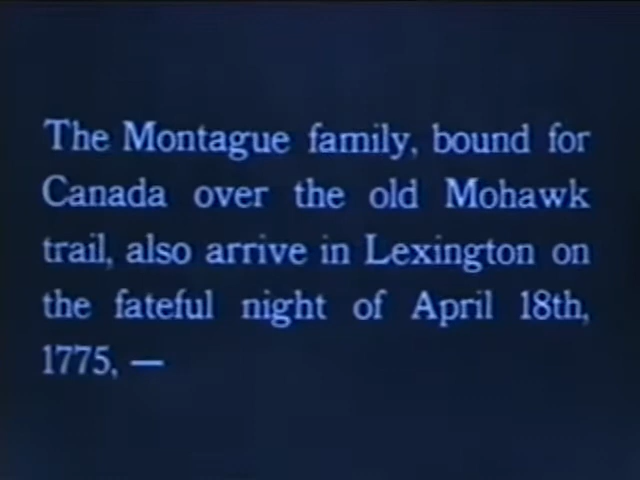 The Montague family, bound for
Canada over the old Mohawk
trail, also arrive in Lexington on
the fateful night of April 18th,
1775, —